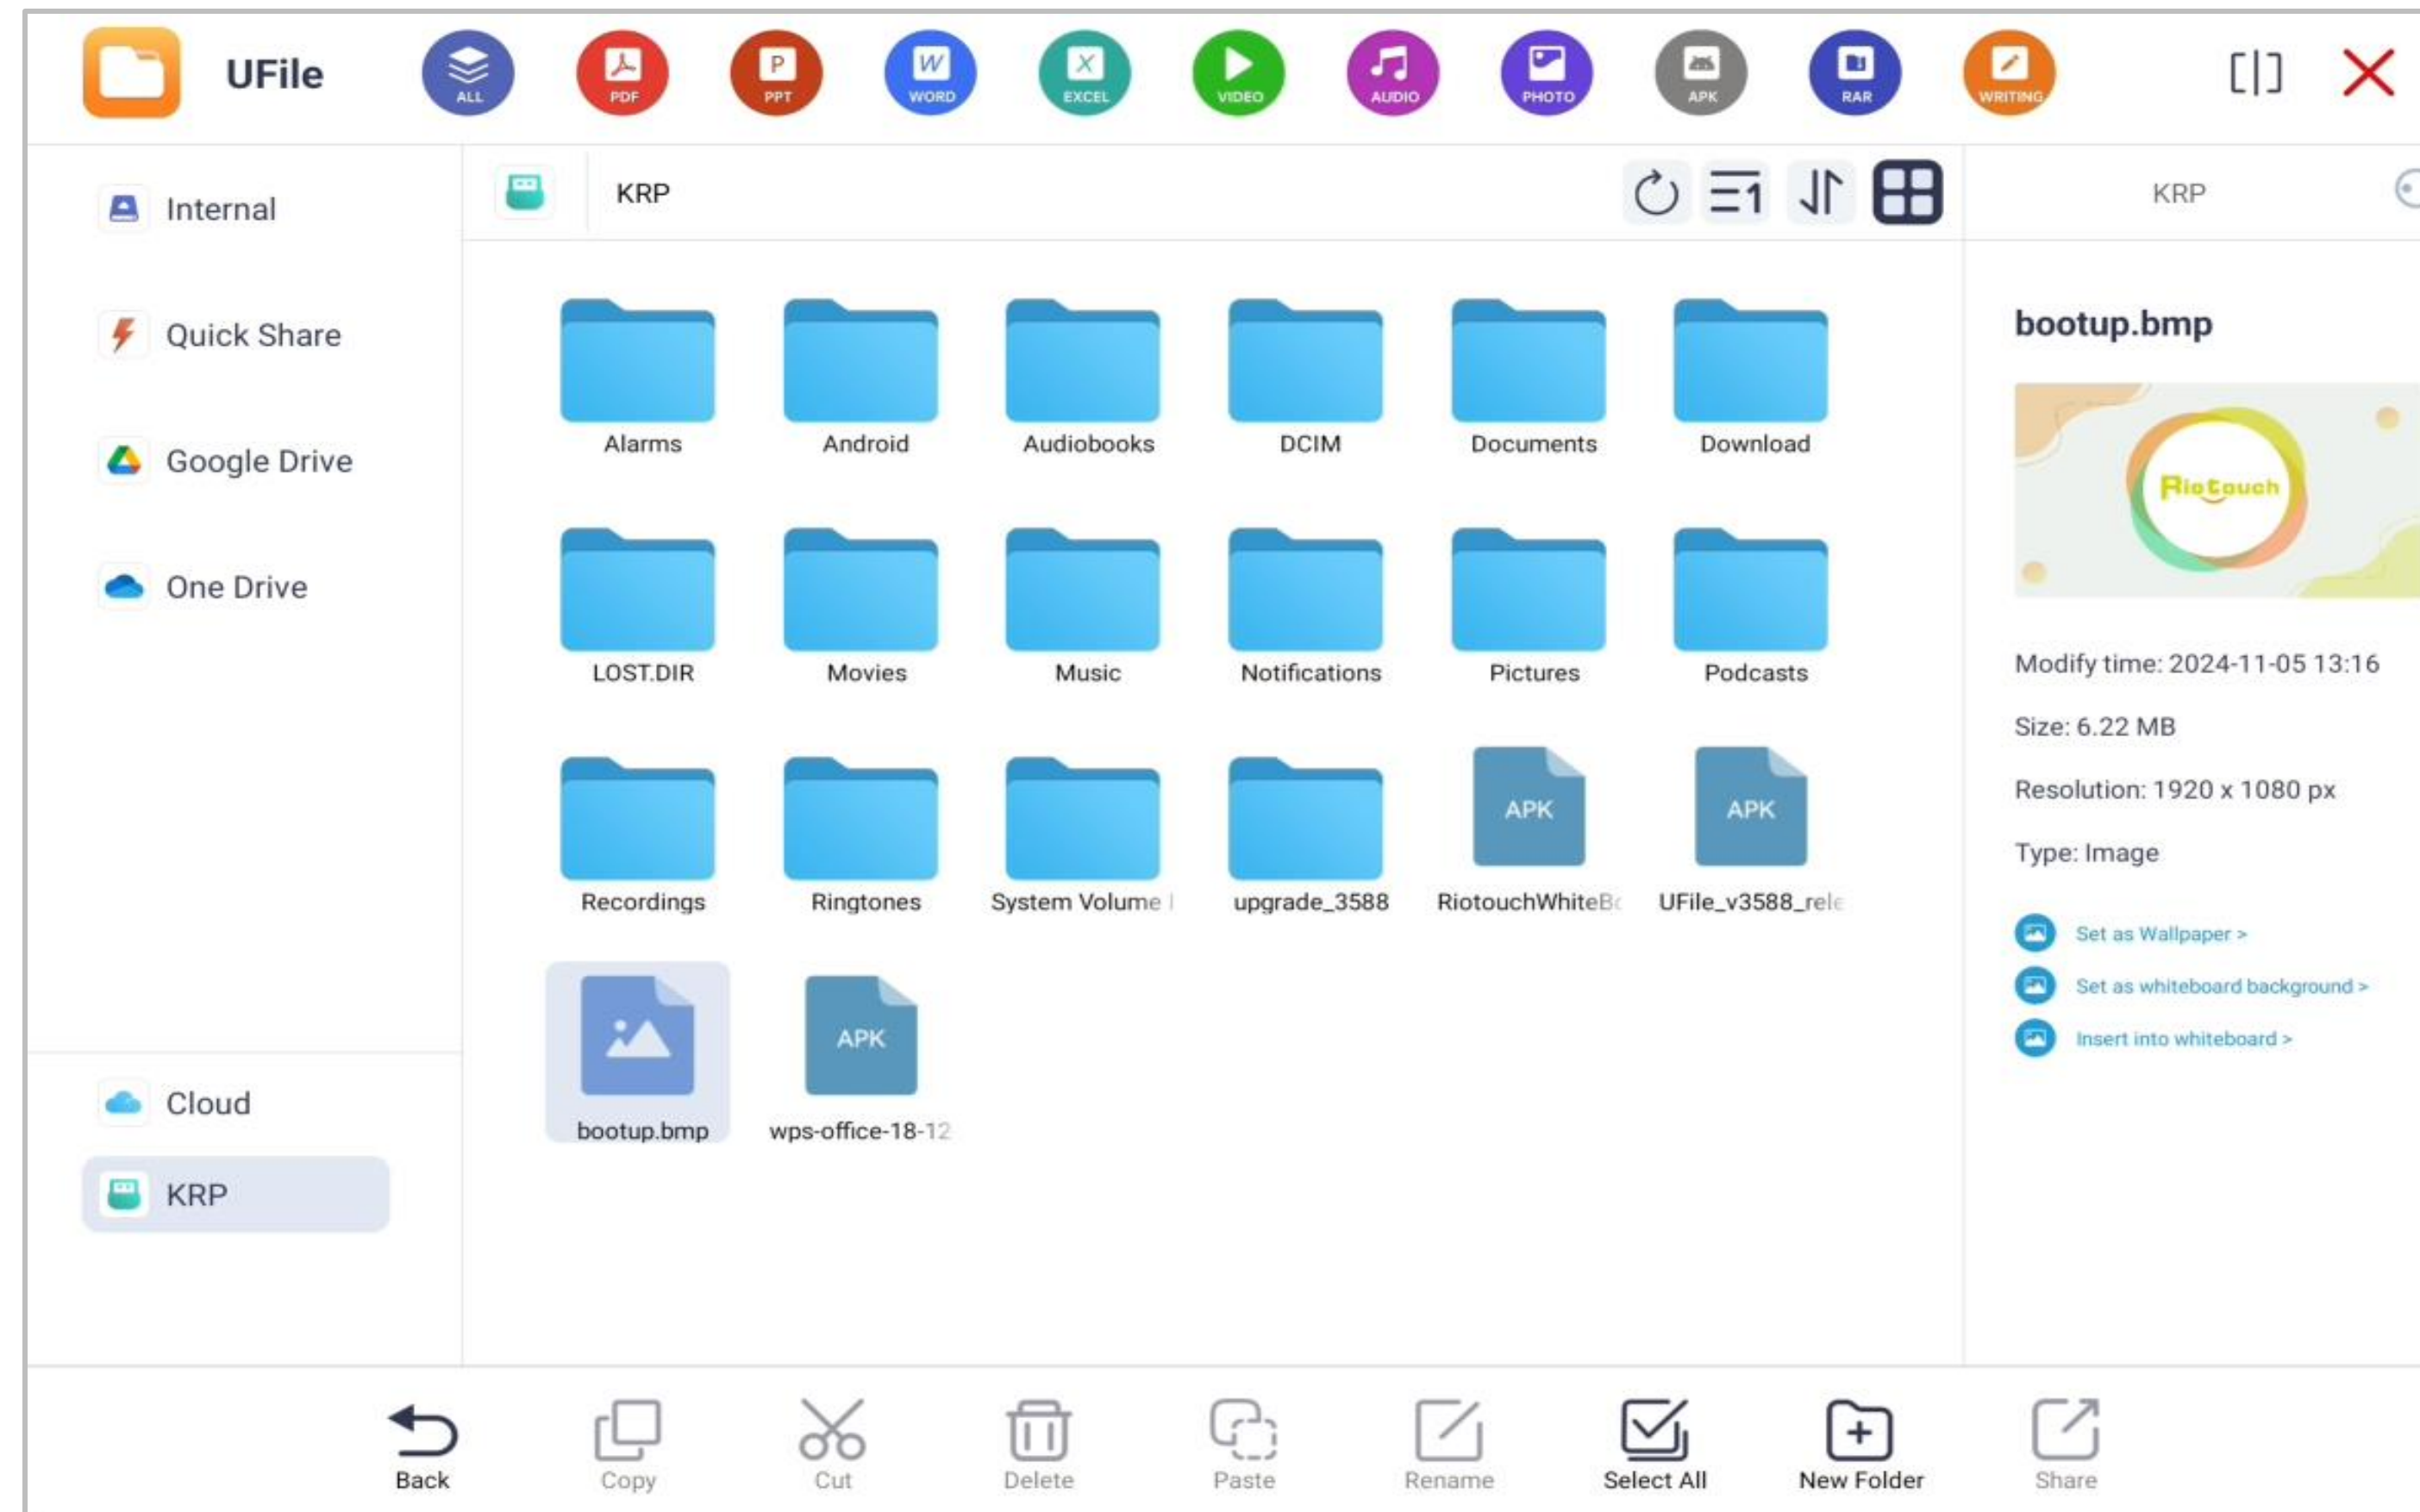 UFile
ALL
PDF
P
PPT
W
WORD
X
EXCEL
VIDEO
AUDIO
PHOTO
APK
RAR
WRITING
Internal
Quick Share
Google Drive
One Drive
Cloud
KRP
KRP
1
Alarms
Android
Audiobooks
DCIM
Documents
Download
LOST.DIR
Movies
Music
Notifications
Pictures
Podcasts
Recordings
Ringtones
System Volume
upgrade_3588
APK
RiotouchWhiteBo
APK
UFile_v3588_rele
bootup.bmp
APK
wps-office-18-12
KRP
bootup.bmp
Riotouch
Modify time: 2024-11-05 13:16
Size: 6.22 MB
Resolution: 1920 x 1080 px
Type: Image
Set as Wallpaper >
Set as whiteboard background >
Insert into whiteboard >
Back
Copy
Cut
Delete
Paste
Rename
Select All
New Folder
Share